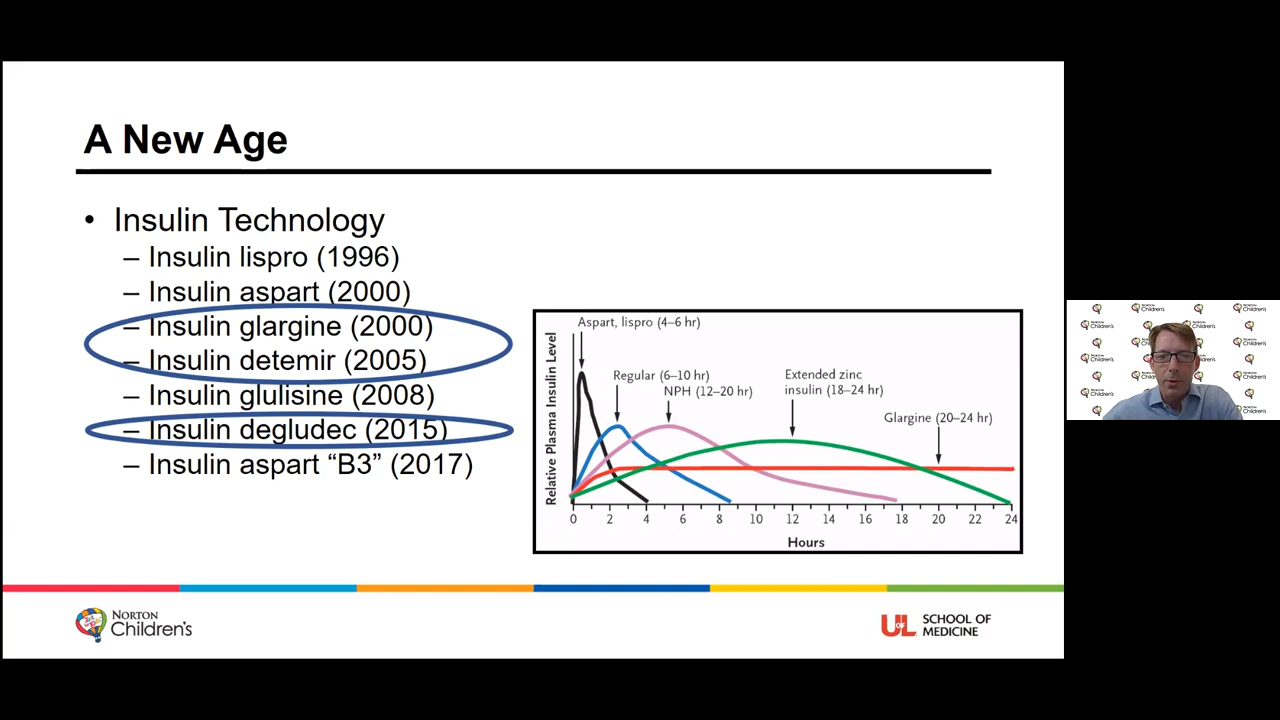 A New Age
• Insulin Technology
– Insulin lispro (1996)
– Insulin aspart (2000)
– Insulin glargine (2000)
– Insulin detemir (2005)
– Insulin glulisine (2008)
– Insulin degludec (2015)
– Insulin aspart “B3” (2017)
Relative Plasma Insulin Level
Aspart, lispro (4–6 hr)
Regular (6–10 hr)
NPH (12–20 hr)
Extended zinc
insulin (18–24 hr)
Glargine (20–24 hr)
0 2 4 6 8 10 12 14 16 18 20 22 24
Hours
NORTON
Children's
UofL SCHOOL OF
MEDICINE
NORTON
Children's